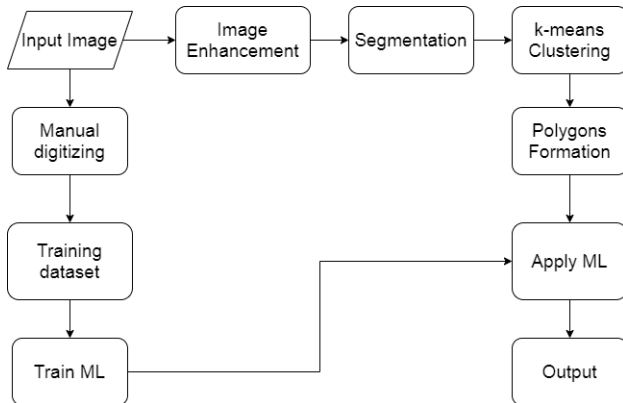 Input Image
Image
Enhancement
Segmentation
k-means
Clustering
Manual
digitizing
Polygons
Formation
Training
dataset
Apply ML
Train ML
Output